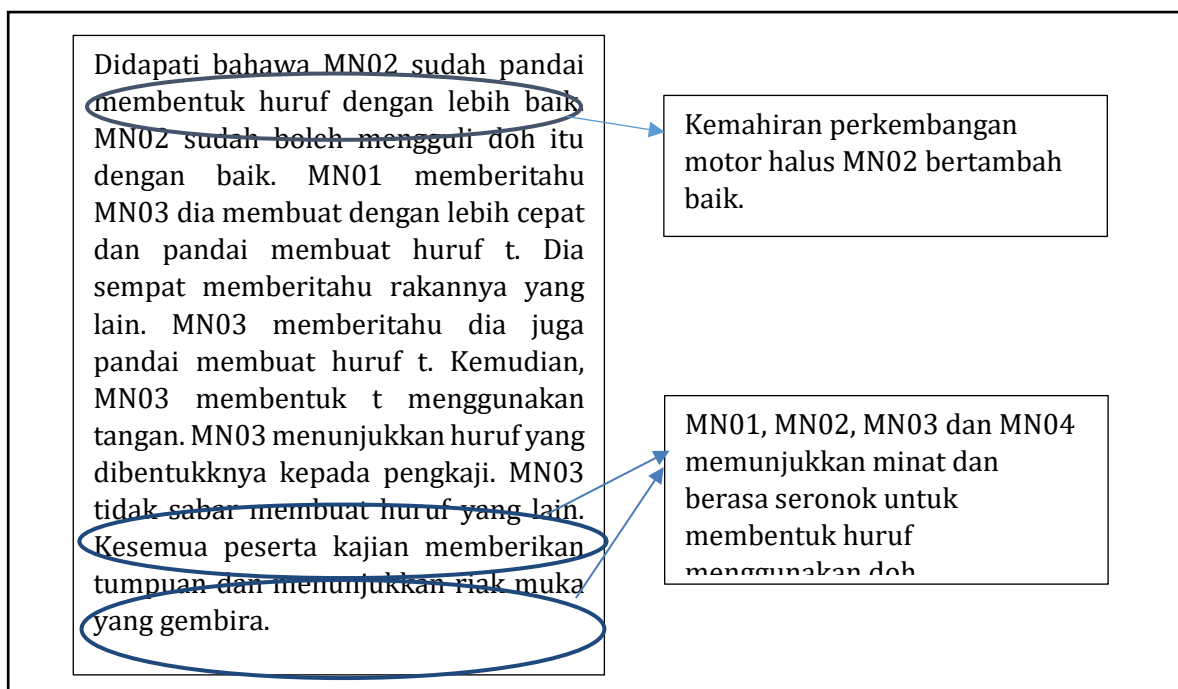 Didapati bahawa MN02 sudah pandai
membentuk huruf dengan lebih baik.
MN02 sudah boleh mengguli doh itu
dengan baik. MN01 memberitahu
MN03 dia membuat dengan lebih cepat
dan pandai membuat huruf t. Dia
sempat memberitahu rakannya yang
lain. MN03 memberitahu dia juga
pandai membuat huruf t. Kemudian,
MN03 membentuk t menggunakan
tangan. MN03 menunjukkan huruf yang
dibentukknya kepada pengkaji. MN03
tidak sabar membuat huruf yang lain.
Kesemua peserta kajian memberikan
tumpuan dan menunjukkan riak muka
yang gembira.
Kemahiran perkembangan
motor halus MN02 bertambah
baik.
MN01, MN02, MN03 dan MN04
memunjukkan minat dan
berasa seronok untuk
membentuk huruf
menggunakan doh